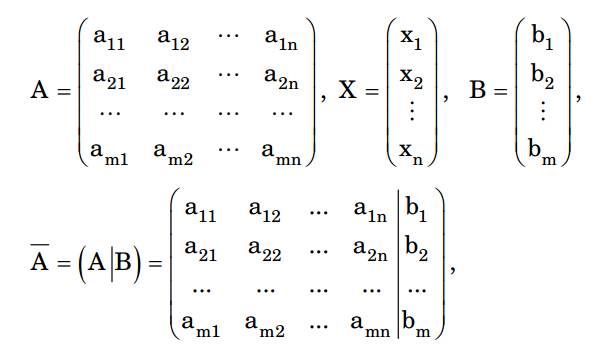 A = ( a₁₁ a₁₂ ⋯ a₁ₙ ; a₂₁ a₂₂ ⋯ a₂ₙ ; ⋯ ⋯ ⋯ ⋯ ; aₘ₁ aₘ₂ ⋯ aₘₙ ), X = ( x₁ ; x₂ ; ⋮ ; xₙ ), B = ( b₁ ; b₂ ; ⋮ ; bₘ ),
A̅ = (A|B) = ( a₁₁ a₁₂ ... a₁ₙ | b₁ ; a₂₁ a₂₂ ... a₂ₙ | b₂ ; ... ... ... ... | ... ; aₘ₁ aₘ₂ ... aₘₙ | bₘ ),